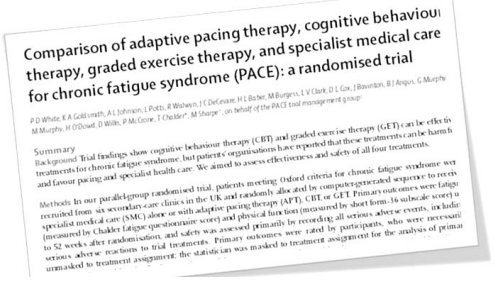 Comparison of adaptive pacing therapy, cognitive behaviou
therapy, graded exercise therapy, and specialist medical care
for chronic fatigue syndrome (PACE): a randomised trial
P D White, K A Goldsmith, A L Johnson, L Potts, R Walwyn, J C DeCesare, H L Baber, M Burgess, L V Clark, D L Cox, J Bavinton, B J Angus, G Murphy
M Murphy, H O'Dowd, D Wilks, P McCrone, T Chalder*, M Sharpe*, on behalf of the PACE trial management group
Summary
Background Trial findings show cognitive behaviour therapy (CBT) and graded exercise therapy (GET) can be effectiv
treatments for chronic fatigue syndrome, but patients' organisations have reported that these treatments can be harmfu
and favour pacing and specialist health care. We aimed to assess effectiveness and safety of all four treatments.
Methods In our parallel-group randomised trial, patients meeting Oxford criteria for chronic fatigue syndrome wer
recruited from six secondary-care clinics in the UK and randomly allocated by computer-generated sequence to receiv
specialist medical care (SMC) alone or with adaptive pacing therapy (APT), CBT, or GET. Primary outcomes were fatigu
(measured by Chalder fatigue questionnaire score) and physical function (measured by short form-36 subscale score) u
to 52 weeks after randomisation, and safety was assessed primarily by recording all serious adverse events, includin
serious adverse reactions to trial treatments. Primary outcomes were rated by participants, who were necessaril
unmasked to treatment assignment; the statistician was masked to treatment assignment for the analysis of primar